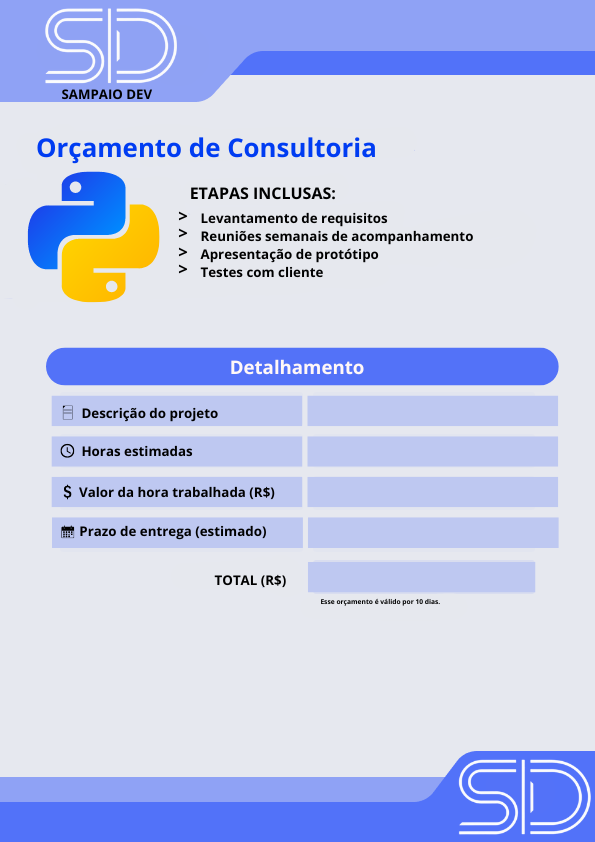 SD
SAMPAIO DEV
Orçamento de Consultoria
ETAPAS INCLUSAS:
> Levantamento de requisitos
> Reuniões semanais de acompanhamento
> Apresentação de protótipo
> Testes com cliente
Detalhamento
Descrição do projeto
Horas estimadas
$ Valor da hora trabalhada (R$)
Prazo de entrega (estimado)
TOTAL (R$)
Esse orçamento é válido por 10 dias.
SD